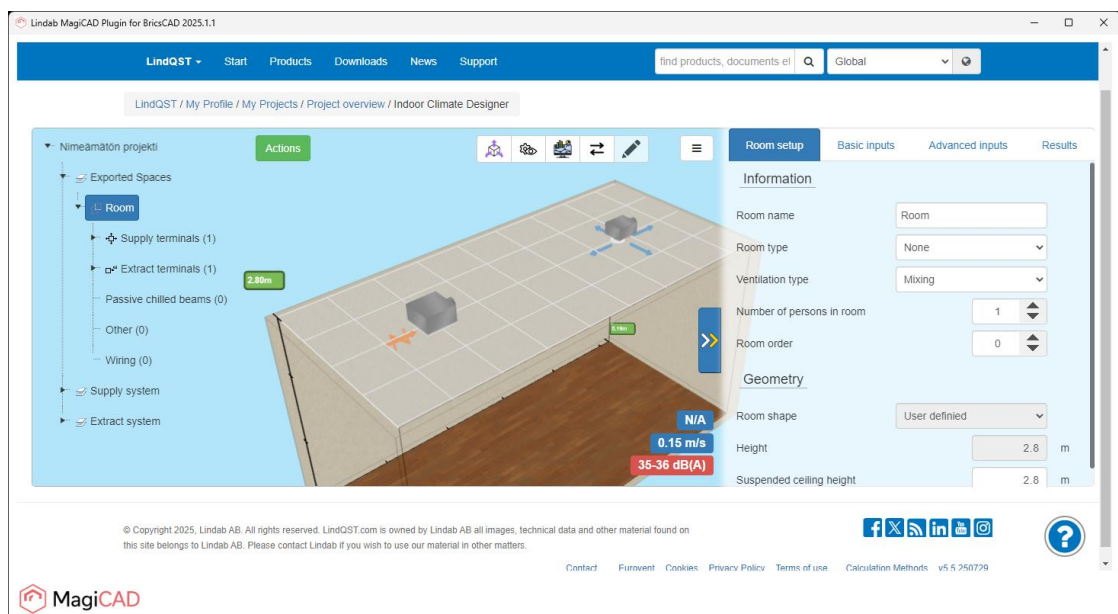 Lindab MagiCAD Plugin for BricsCAD 2025.1.1
LindQST Start Products Downloads News Support find products, documents et Global
LindQST / My Profile / My Projects / Project overview / Indoor Climate Designer
Nimeämätön projekti
Exported Spaces
Room
Supply terminals (1)
Extract terminals (1)
Passive chilled beams (0)
Other (0)
Wiring (0)
Supply system
Extract system
Actions
2.80m
N/A
0.15 m/s
35-36 dB(A)
Room setup Basic inputs Advanced inputs Results
Information
Room name Room
Room type None
Ventilation type Mixing
Number of persons in room 1
Room order 0
Geometry
Room shape User definied
Height 2.8 m
Suspended ceiling height 2.8 m
© Copyright 2025, Lindab AB. All rights reserved. LindQST.com is owned by Lindab AB all images, technical data and other material found on
this site belongs to Lindab AB. Please contact Lindab if you wish to use our material in other matters.
Contact Eurovent Cookies Privacy Policy Terms of use Calculation Methods v5.5.250729
MagiCAD